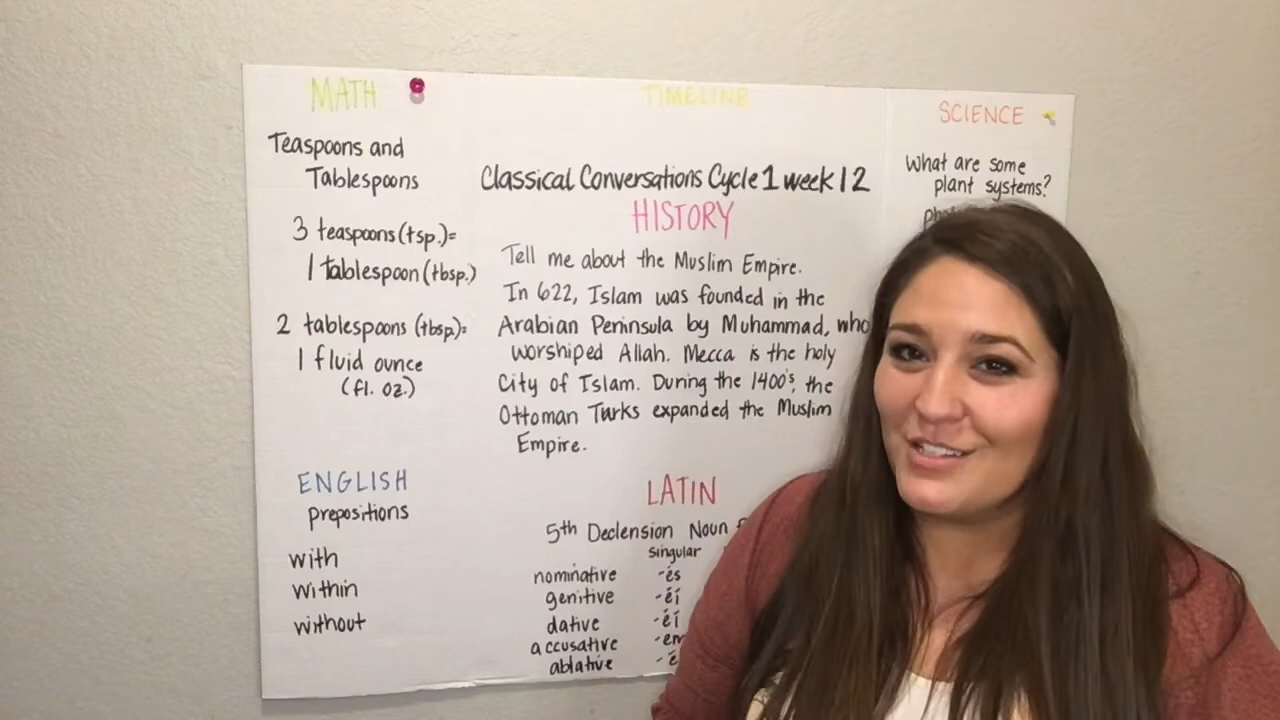 MATH
Teaspoons and
Tablespoons
3 teaspoons (tsp.)=
1 tablespoon (tbsp.)
2 tablespoons (tbsp.)=
1 fluid ounce
(fl. oz.)
ENGLISH
prepositions
with
within
without
TIMELINE
Classical Conversations Cycle 1 week 12
HISTORY
Tell me about the Muslim Empire.
In 622, Islam was founded in the
Arabian Peninsula by Muhammad, who
worshiped Allah. Mecca is the holy
City of Islam. During the 1400's, the
Ottoman Turks expanded the Muslim
Empire.
LATIN
5th Declension Noun
Singular
nominative -ēs
genitive -ēī
dative -ēī
accusative -em
ablative -ē
SCIENCE
What are some
plant systems?